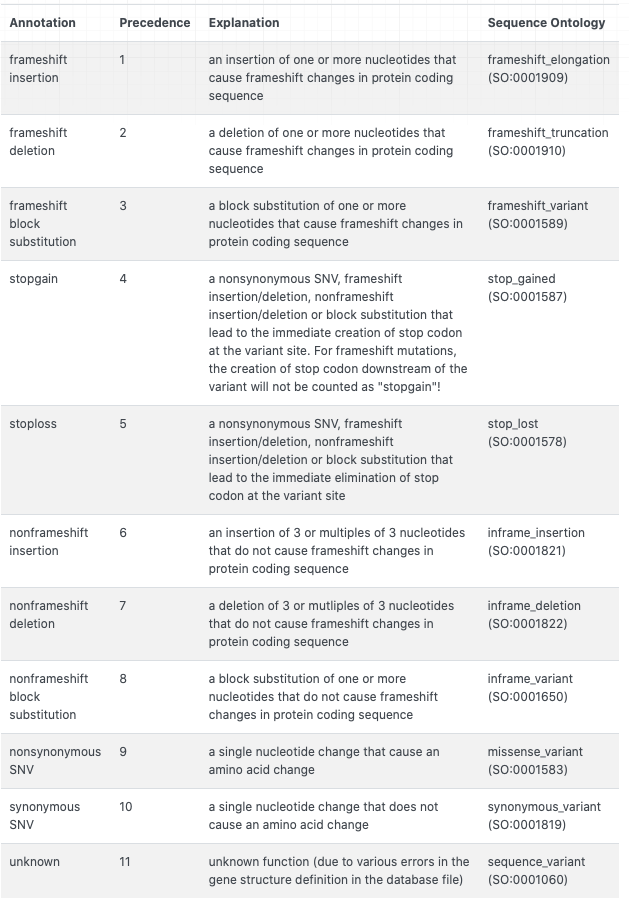 Annotation Precedence Explanation Sequence Ontology
frameshift insertion 1 an insertion of one or more nucleotides that frameshift_elongation
cause frameshift changes in protein coding (SO:0001909)
sequence
frameshift deletion 2 a deletion of one or more nucleotides that frameshift_truncation
cause frameshift changes in protein coding (SO:0001910)
sequence
frameshift block substitution 3 a block substitution of one or more frameshift_variant
nucleotides that cause frameshift changes in (SO:0001589)
protein coding sequence
stopgain 4 a nonsynonymous SNV, frameshift stop_gained
insertion/deletion, nonframeshift (SO:0001587)
insertion/deletion or block substitution that
lead to the immediate creation of stop codon
at the variant site. For frameshift mutations,
the creation of stop codon downstream of the
variant will not be counted as "stopgain"!
stoploss 5 a nonsynonymous SNV, frameshift stop_lost
insertion/deletion, nonframeshift (SO:0001578)
insertion/deletion or block substitution that
lead to the immediate elimination of stop
codon at the variant site
nonframeshift insertion 6 an insertion of 3 or multiples of 3 nucleotides inframe_insertion
that do not cause frameshift changes in (SO:0001821)
protein coding sequence
nonframeshift deletion 7 a deletion of 3 or mutliples of 3 nucleotides inframe_deletion
that do not cause frameshift changes in (SO:0001822)
protein coding sequence
nonframeshift block substitution 8 a block substitution of one or more inframe_variant
nucleotides that do not cause frameshift (SO:0001650)
changes in protein coding sequence
nonsynonymous SNV 9 a single nucleotide change that cause an missense_variant
amino acid change (SO:0001583)
synonymous SNV 10 a single nucleotide change that does not synonymous_variant
cause an amino acid change (SO:0001819)
unknown 11 unknown function (due to various errors in the sequence_variant
gene structure definition in the database file) (SO:0001060)